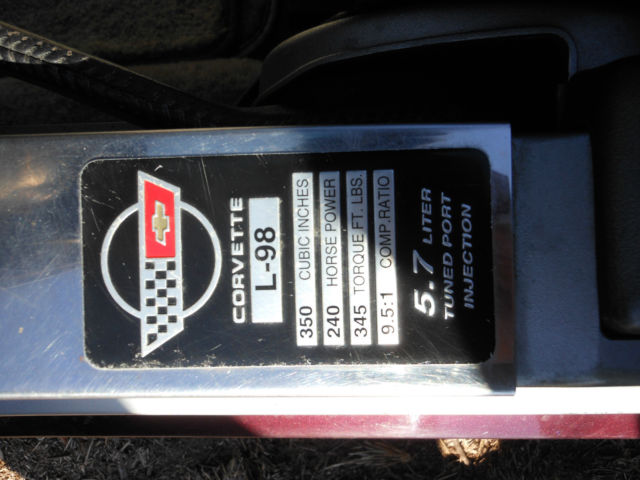 CORVETTE
L-98
350 CUBIC INCHES
240 HORSE POWER
345 TORQUE FT. LBS.
9.5:1 COMP.RATIO
5.7 LITER
TUNED PORT
INJECTION